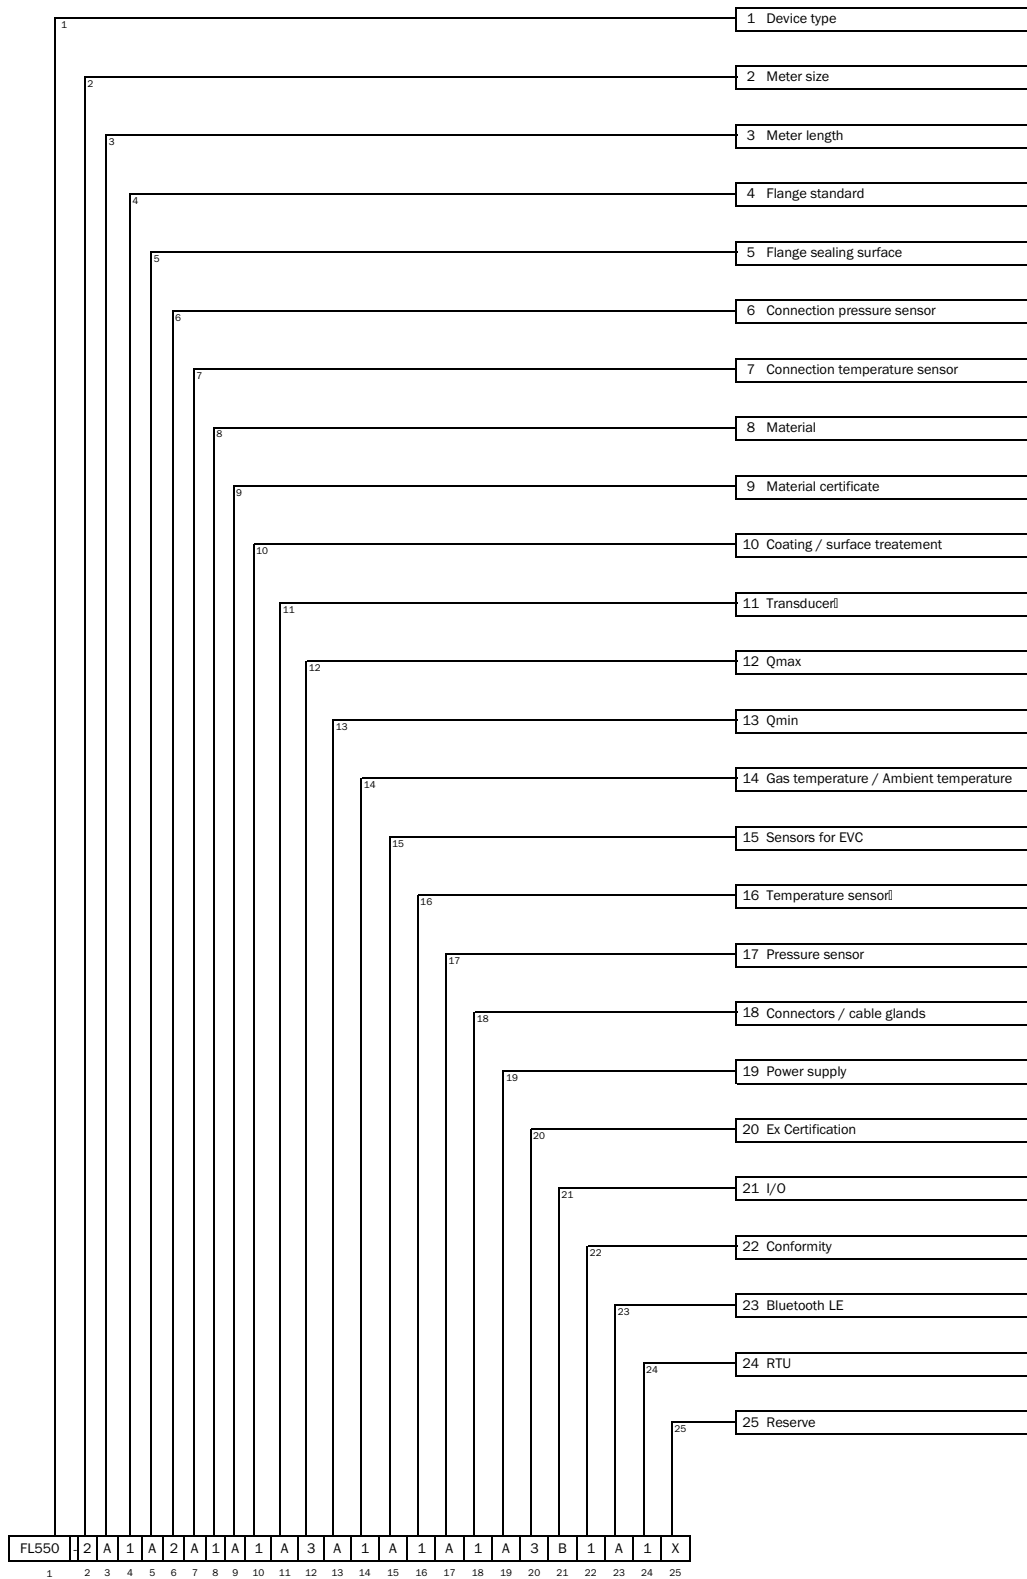 1 Device type
1
2 Meter size
2
3 Meter length
3
4 Flange standard
4
5 Flange sealing surface
5
6 Connection pressure sensor
6
7 Connection temperature sensor
7
8 Material
8
9 Material certificate
9
10 Coating / surface treatement
10
11 Transducer
11
12 Qmax
12
13 Qmin
13
14 Gas temperature / Ambient temperature
14
15 Sensors for EVC
15
16 Temperature sensor
16
17 Pressure sensor
17
18 Connectors / cable glands
18
19 Power supply
19
20 Ex Certification
20
21 I/O
21
22 Conformity
22
23 Bluetooth LE
23
24 RTU
24
25 Reserve
25
FL550 - 2 A 1 A 2 A 1 A 1 A 3 A 1 A 1 A 1 A 3 B 1 A 1 X
1 2 3 4 5 6 7 8 9 10 11 12 13 14 15 16 17 18 19 20 21 22 23 24 25